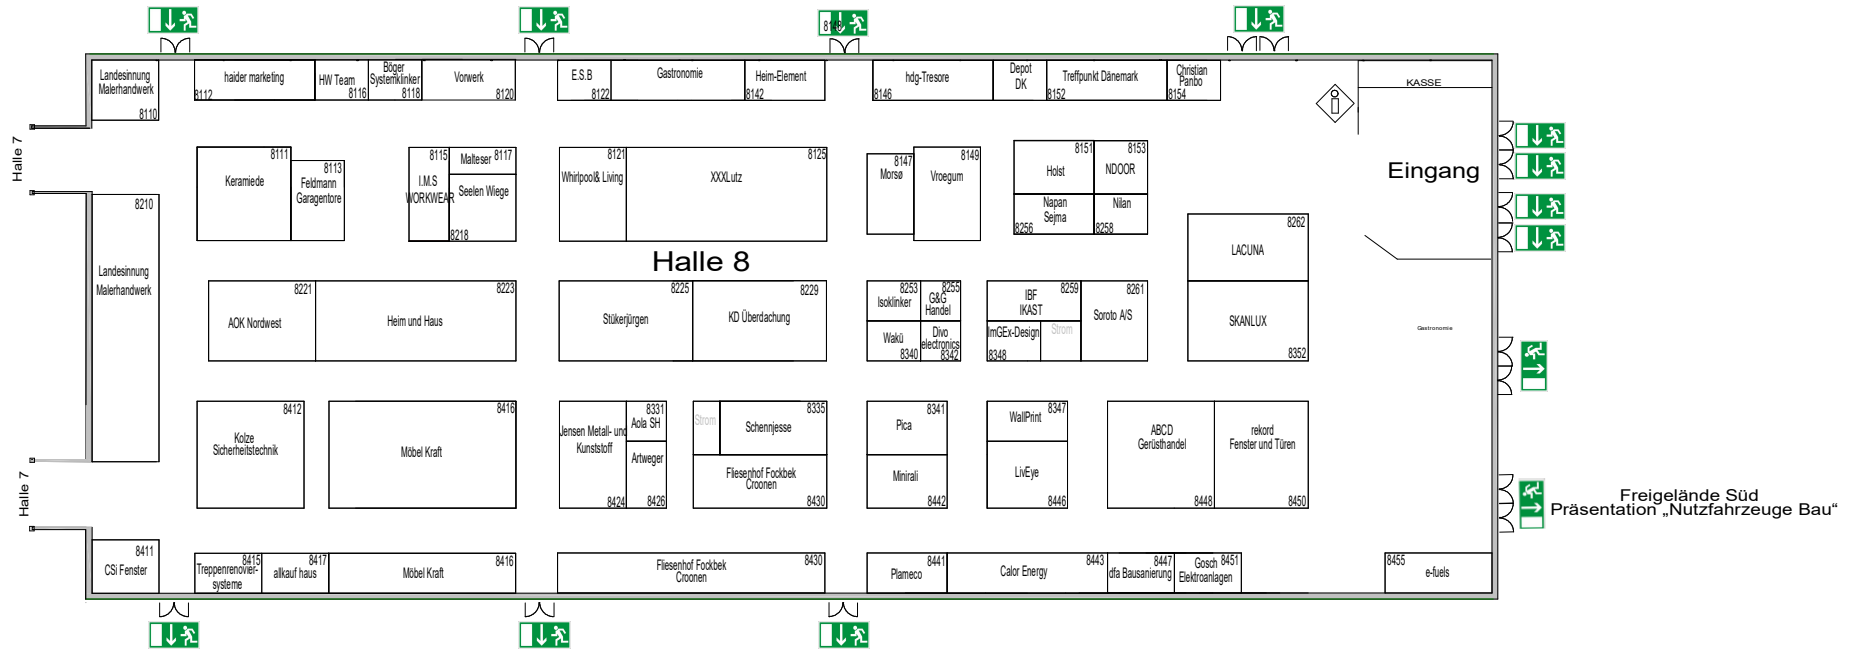 8148
Landesinnung
Malerhandwerk
8110
haider marketing
8112
HW Team
8116
Böger
Systemklinker
8118
Vorwerk
8120
E.S.B
8122
Gastronomie
Heim-Element
8142
hdg-Tresore
8146
Depot
DK
Treffpunkt Dänemark
8152
Christian
Panbo
8154
KASSE
Halle 7
8111
Keramiede
8113
Feldmann
Garagentore
8115
I.M.S
WORKWEAR
Malteser 8117
Seelen Wiege
8218
8121
Whirlpool& Living
8125
XXXLutz
8147
Morsø
8149
Vroegum
8151
Holst
8153
NDOOR
Napan
Sejma
8256
Nilan
8258
Eingang
8210
Landesinnung
Malerhandwerk
Halle 8
8262
LACUNA
8221
AOK Nordwest
8223
Heim und Haus
8225
Stükerjürgen
8229
KD Überdachung
8253
Isoklinker
8255
G&G
Handel
Wakü
8340
Divo
electronics
8342
8259
IBF
IKAST
ImGEx-Design
8348
Strom
8261
Soroto A/S
SKANLUX
8352
Gastronomie
8412
Kolze
Sicherheitstechnik
8416
Möbel Kraft
Jensen Metall- und
Kunststoff
8424
8331
Aola SH
Artweger
8426
Strom
8335
Schennjesse
Fliesenhof Fockbek
Croonen
8430
8341
Pica
Minirali
8442
8347
WallPrint
LivEye
8446
ABCD
Gerüsthandel
8448
rekord
Fenster und Türen
8450
Halle 7
Freigelände Süd
Präsentation „Nutzfahrzeuge Bau“
8411
CSi Fenster
8415
Treppenrenovier-
systeme
8417
allkauf haus
8416
Möbel Kraft
8430
Fliesenhof Fockbek
Croonen
8441
Plameco
8443
Calor Energy
8447
dfa Bausanierung
8451
Gosch
Elektroanlagen
8455
e-fuels